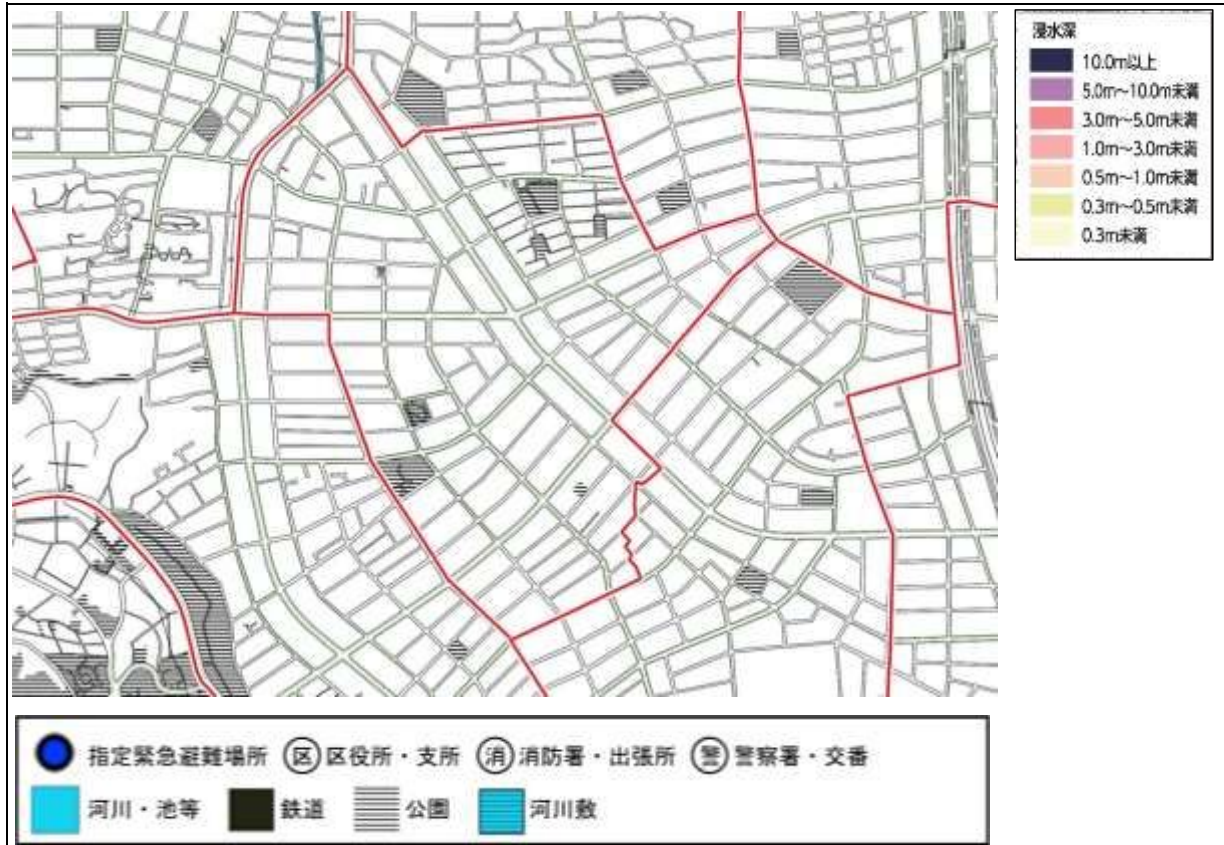 浸水深
10.0m以上
5.0m～10.0m未満
3.0m～5.0m未満
1.0m～3.0m未満
0.5m～1.0m未満
0.3m～0.5m未満
0.3m未満
指定緊急避難場所 区 区役所・支所 消 消防署・出張所 警 警察署・交番
河川・池等 鉄道 公園 河川敷